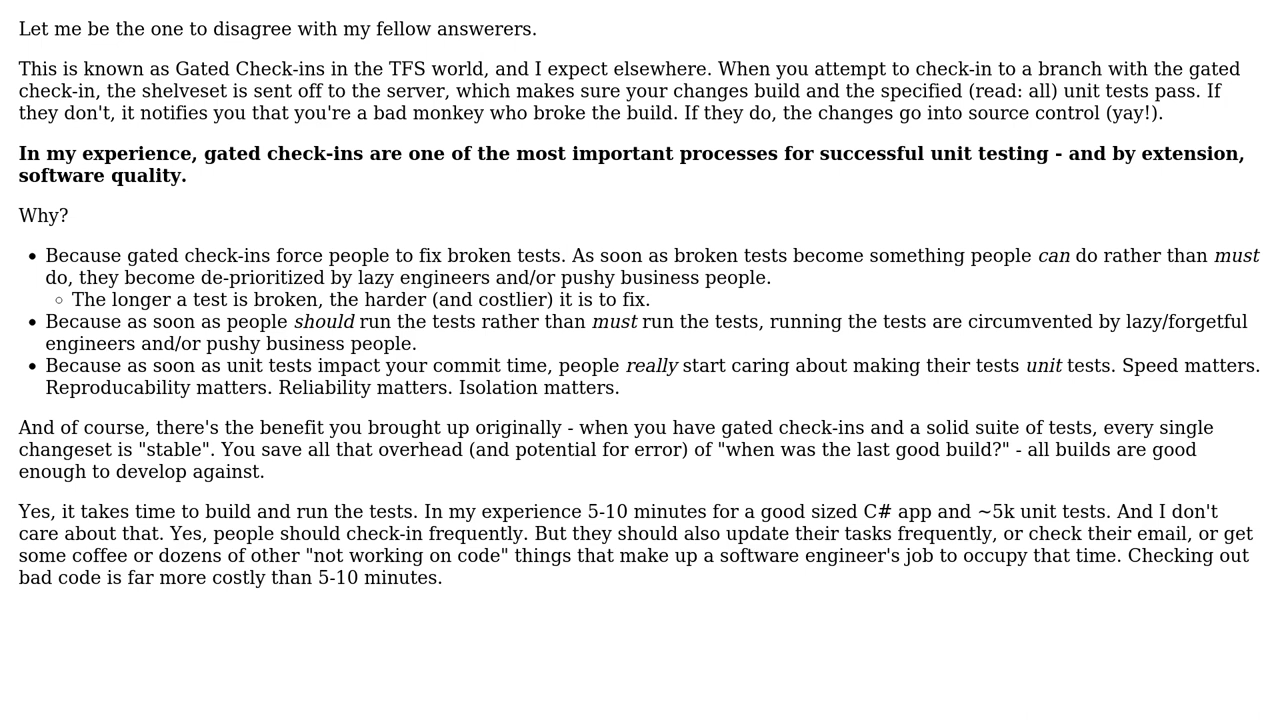 Let me be the one to disagree with my fellow answerers.
This is known as Gated Check-ins in the TFS world, and I expect elsewhere. When you attempt to check-in to a branch with the gated
check-in, the shelveset is sent off to the server, which makes sure your changes build and the specified (read: all) unit tests pass. If
they don't, it notifies you that you're a bad monkey who broke the build. If they do, the changes go into source control (yay!).
In my experience, gated check-ins are one of the most important processes for successful unit testing - and by extension,
software quality.
Why?
• Because gated check-ins force people to fix broken tests. As soon as broken tests become something people can do rather than must
do, they become de-prioritized by lazy engineers and/or pushy business people.
◦ The longer a test is broken, the harder (and costlier) it is to fix.
• Because as soon as people should run the tests rather than must run the tests, running the tests are circumvented by lazy/forgetful
engineers and/or pushy business people.
• Because as soon as unit tests impact your commit time, people really start caring about making their tests unit tests. Speed matters.
Reproducability matters. Reliability matters. Isolation matters.
And of course, there's the benefit you brought up originally - when you have gated check-ins and a solid suite of tests, every single
changeset is "stable". You save all that overhead (and potential for error) of "when was the last good build?" - all builds are good
enough to develop against.
Yes, it takes time to build and run the tests. In my experience 5-10 minutes for a good sized C# app and ~5k unit tests. And I don't
care about that. Yes, people should check-in frequently. But they should also update their tasks frequently, or check their email, or get
some coffee or dozens of other "not working on code" things that make up a software engineer's job to occupy that time. Checking out
bad code is far more costly than 5-10 minutes.